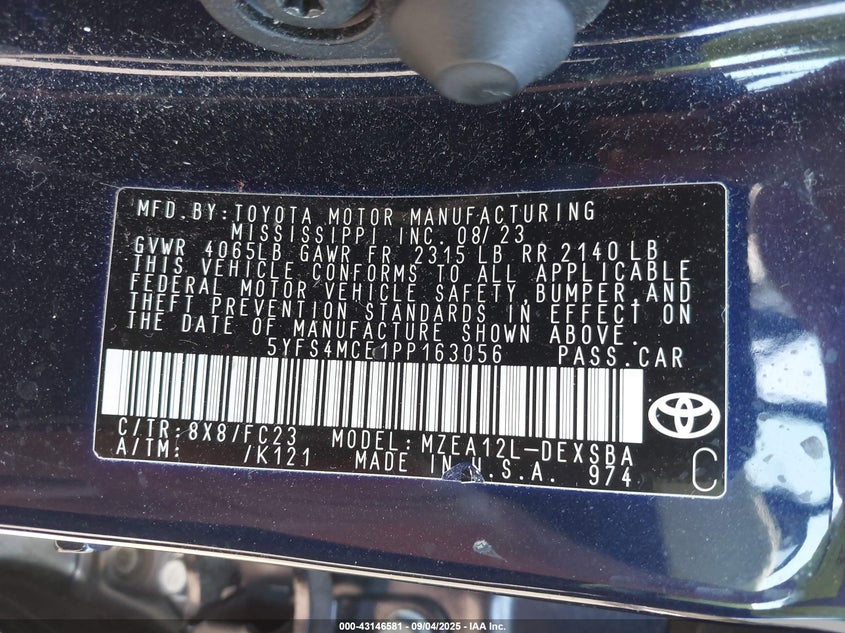 MFD.BY:TOYOTA MOTOR MANUFACTURING
MISSISSIPPI INC. 08/23
GVWR 4065LB GAWR FR 2315 LB RR 2140 LB
THIS VEHICLE CONFORMS TO ALL APPLICABLE
FEDERAL MOTOR VEHICLE SAFETY,BUMPER,AND
THEFT PREVENTION STANDARDS IN EFFECT ON
THE DATE OF MANUFACTURE SHOWN ABOVE.
5YFS4MCE1PP163056 PASS.CAR
C/TR:8X8/FC23 MODEL:MZEA12L-DEXSBA
A/TM: /K121 MADE IN U.S.A. 974
C
000-43146581 - 09/04/2025 - IAA Inc.